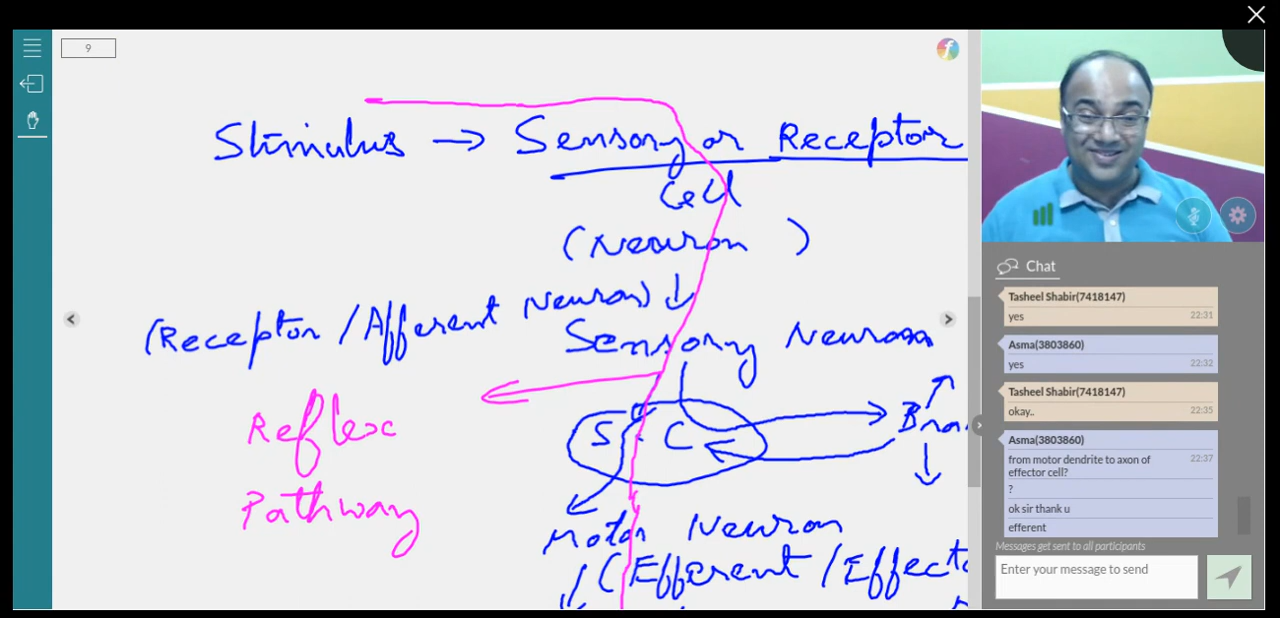 9
Stimulus → Sensory or Receptor
Cell
(Neuron)
(Receptor / Afferent Neuron) ↓
Sensory Neuron
Reflex
S C
Pathway
Motor Neuron
(Efferent / Effecto
Chat
Tasheel Shabir(7418147)
yes 22:31
Asma(3803860)
yes 22:32
Tasheel Shabir(7418147)
okay.. 22:35
Asma(3803860)
from motor dendrite to axon of 22:37
effector cell?
?
ok sir thank u
efferent
Messages get sent to all participants
Enter your message to send